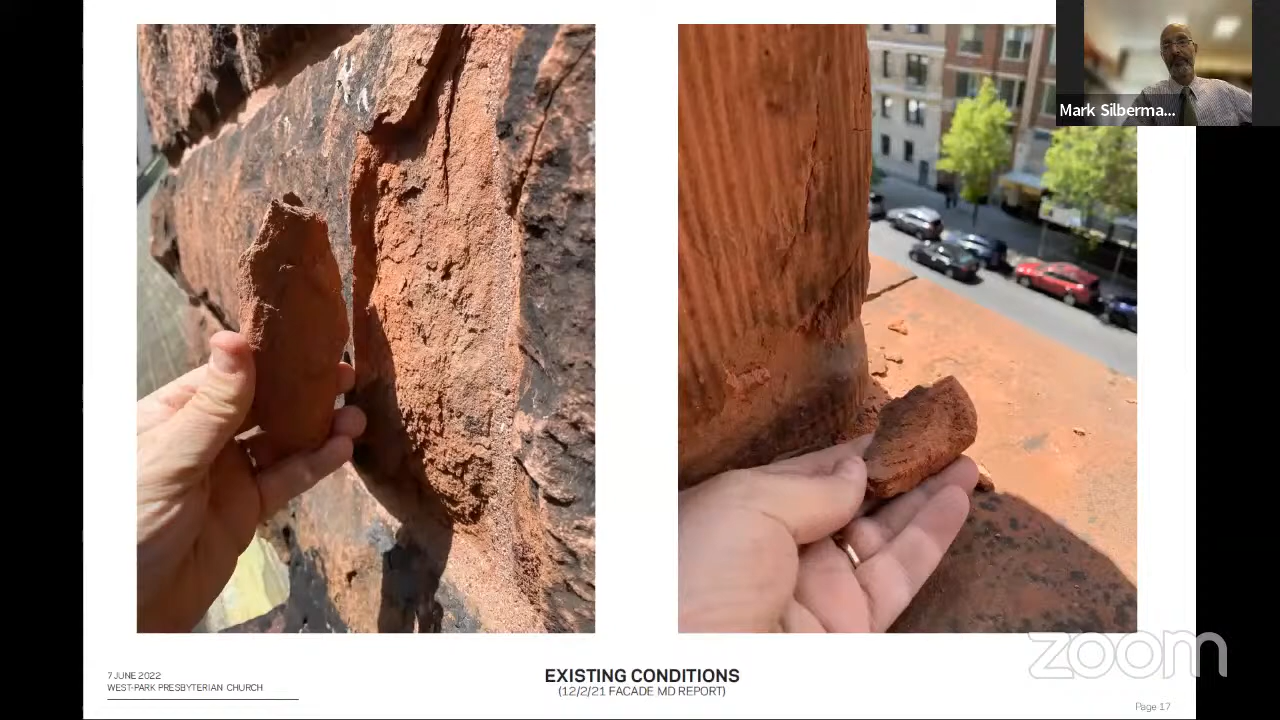 Mark Silberma...
7 JUNE 2022
WEST-PARK PRESBYTERIAN CHURCH
EXISTING CONDITIONS
(12/2/21 FACADE MD REPORT)
zoom
Page 17